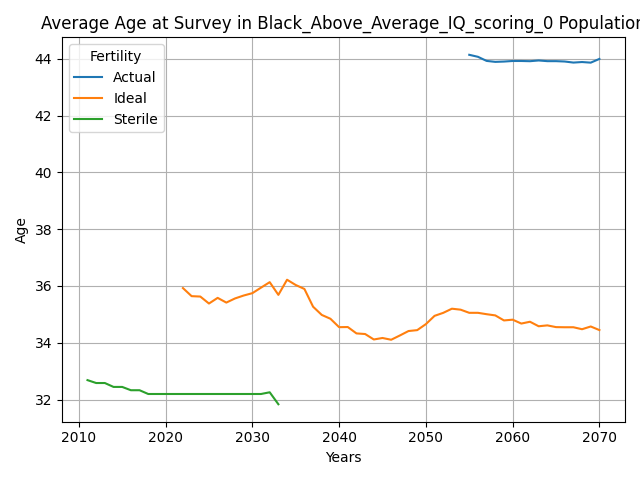 Average Age at Survey in Black_Above_Average_IQ_scoring_0 Population
Fertility
Actual
Ideal
Sterile
44
42
40
38
36
34
32
Age
2010 2020 2030 2040 2050 2060 2070
Years